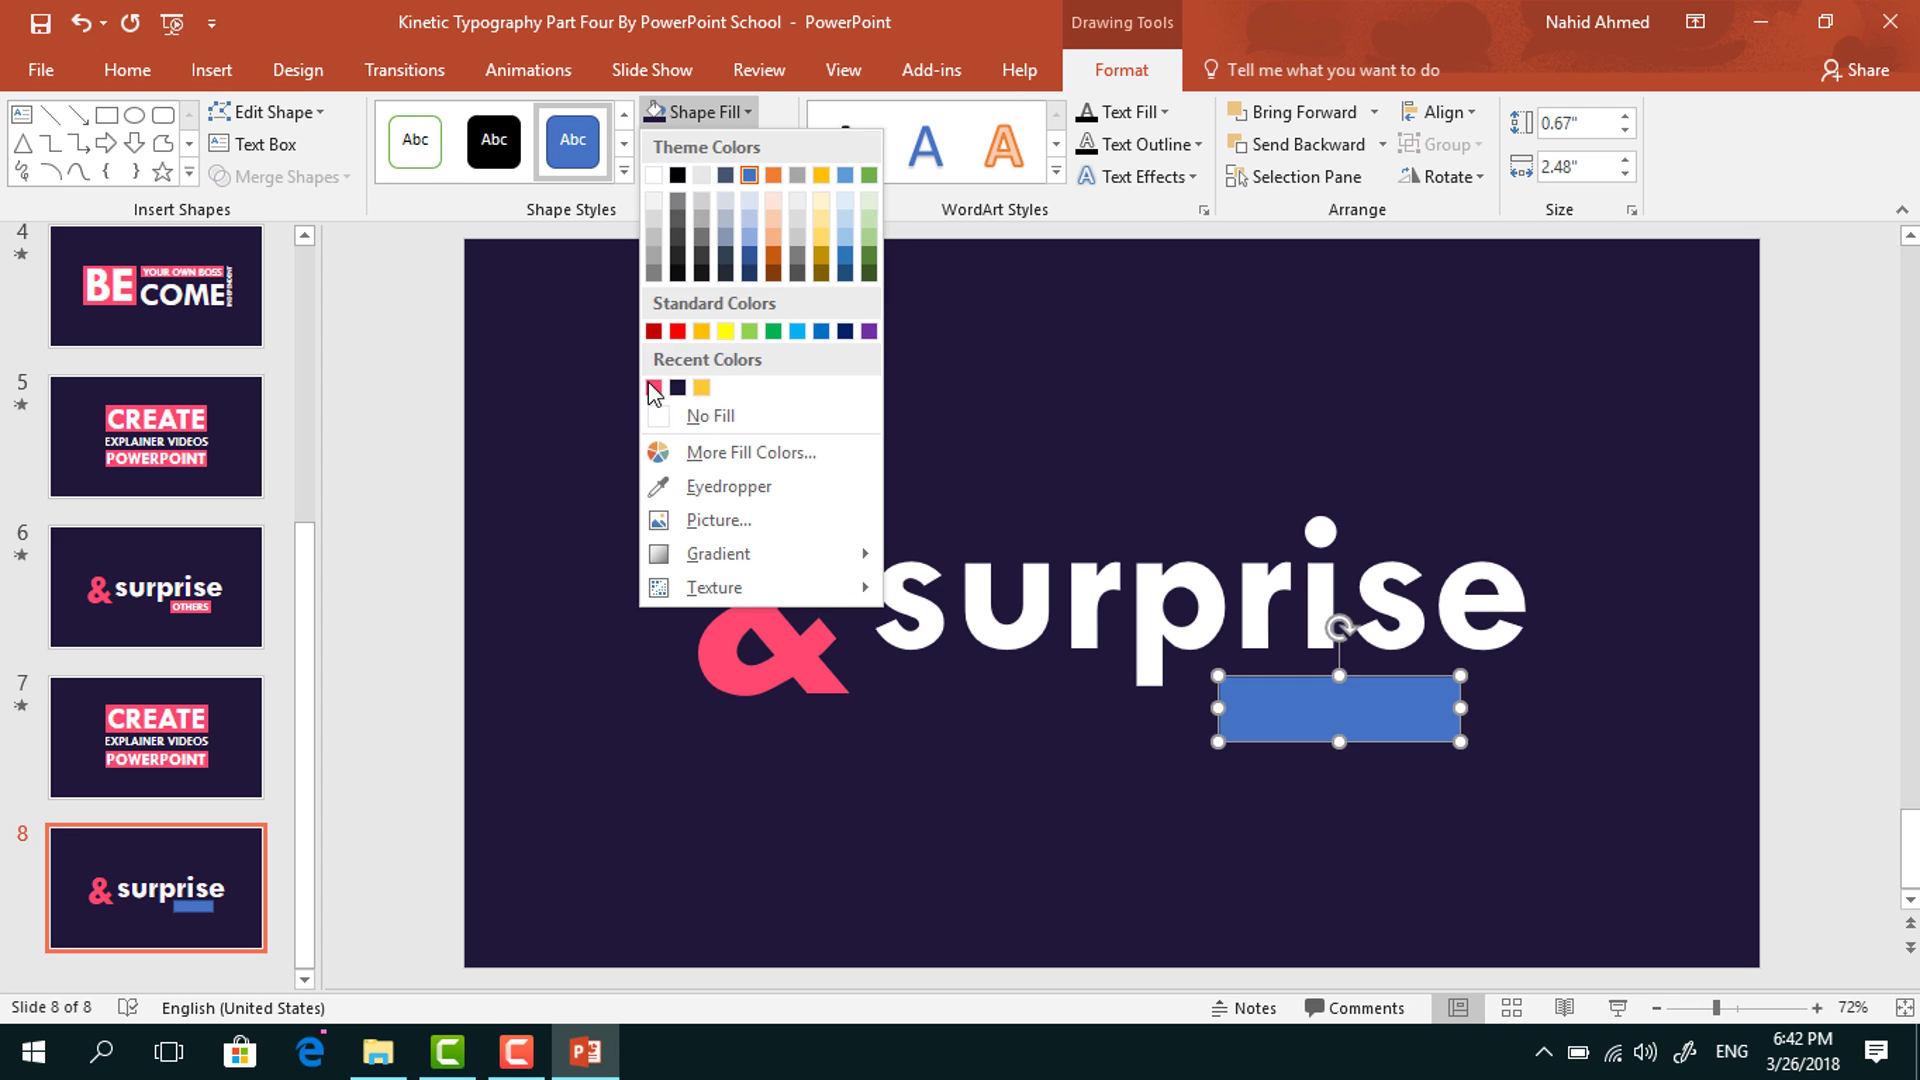 Kinetic Typography Part Four By PowerPoint School - PowerPoint
Drawing Tools
Nahid Ahmed
File Home Insert Design Transitions Animations Slide Show Review View Add-ins Help Format Tell me what you want to do Share
Edit Shape
Text Box
Merge Shapes
Insert Shapes
Abc Abc Abc
Shape Styles
Shape Fill
Theme Colors
Standard Colors
Recent Colors
No Fill
More Fill Colors...
Eyedropper
Picture...
Gradient
Texture
A A
WordArt Styles
Text Fill
Text Outline
Text Effects
Bring Forward
Send Backward
Selection Pane
Align
Group
Rotate
Arrange
0.67"
2.48"
Size
4
BE YOUR OWN BOSS
COME INDEPENDENT
5
CREATE
EXPLAINER VIDEOS
POWERPOINT
6
& surprise
OTHERS
7
CREATE
EXPLAINER VIDEOS
POWERPOINT
8
& surprise
& surprise
Slide 8 of 8
English (United States)
Notes
Comments
72%
ENG
6:42 PM
3/26/2018